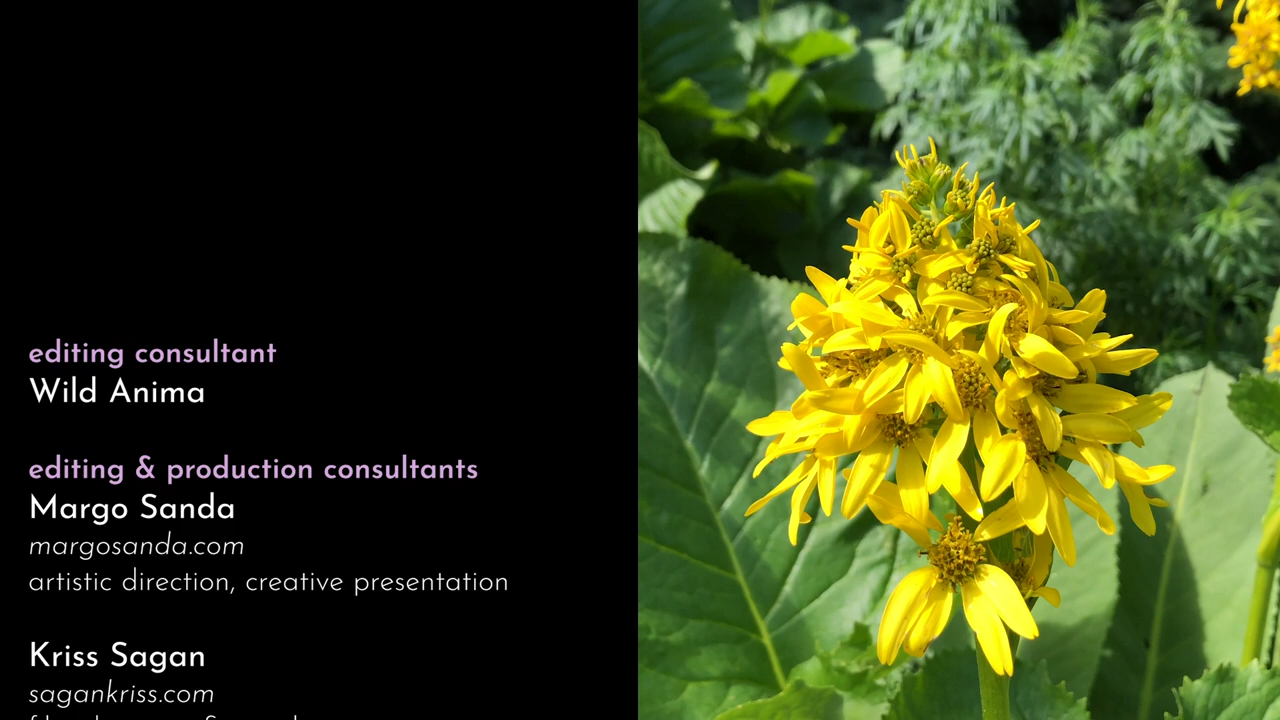 editing consultant
Wild Anima
editing & production consultants
Margo Sanda
margosanda.com
artistic direction, creative presentation
Kriss Sagan
sagankriss.com